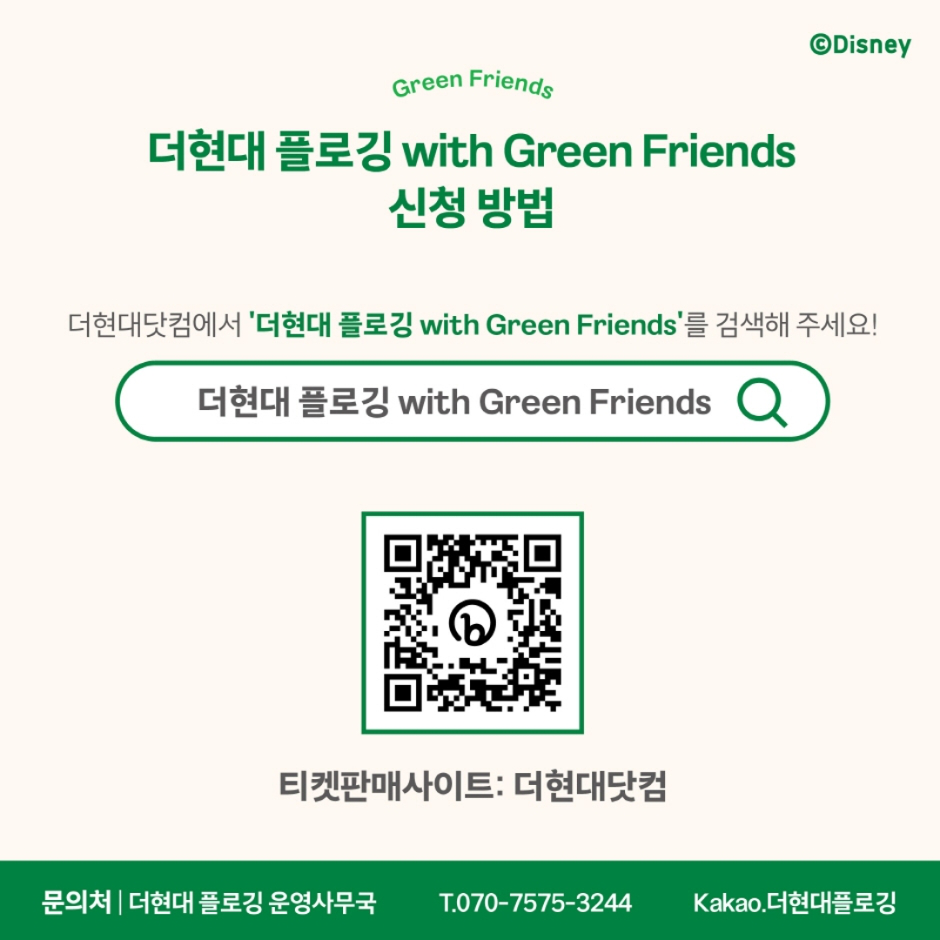 ©Disney
Green Friends
더현대 플로깅 with Green Friends
신청 방법
더현대닷컴에서 '더현대 플로깅 with Green Friends'를 검색해 주세요!
더현대 플로깅 with Green Friends
b
티켓판매사이트: 더현대닷컴
문의처 | 더현대 플로깅 운영사무국 T.070-7575-3244 Kakao.더현대플로깅